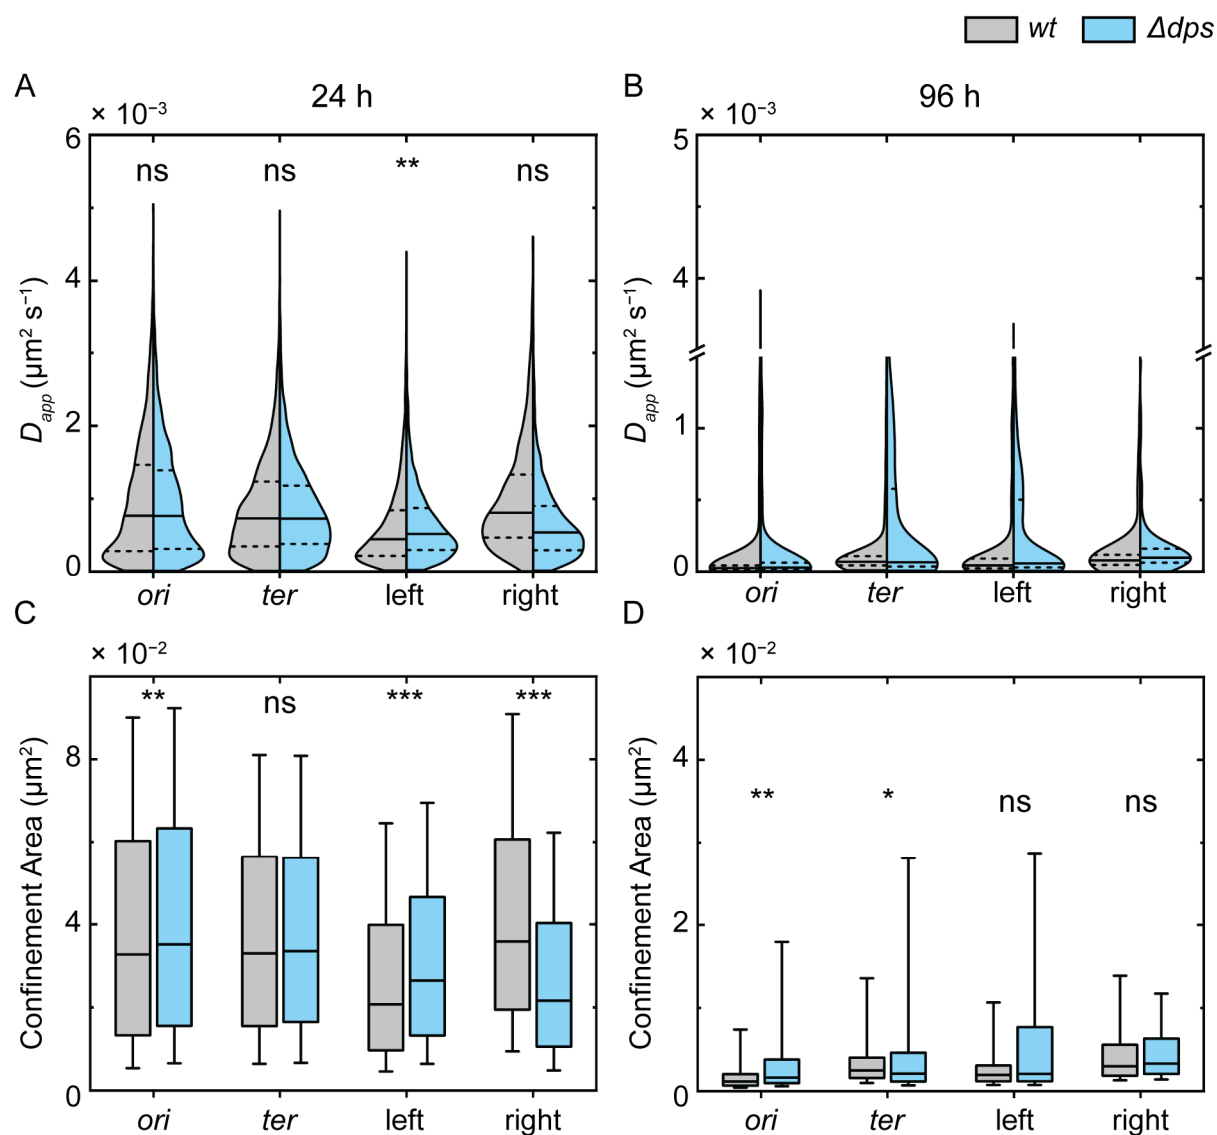 wt Δdps
A 24 h B 96 h
× 10⁻³ × 10⁻³
6 5
ns ns ** ns
4 4
2 1
0 0
D_app (μm² s⁻¹) D_app (μm² s⁻¹)
ori ter left right ori ter left right
C D
× 10⁻² × 10⁻²
** ns *** ***
8 4
** * ns ns
4 2
0 0
Confinement Area (μm²) Confinement Area (μm²)
ori ter left right ori ter left right